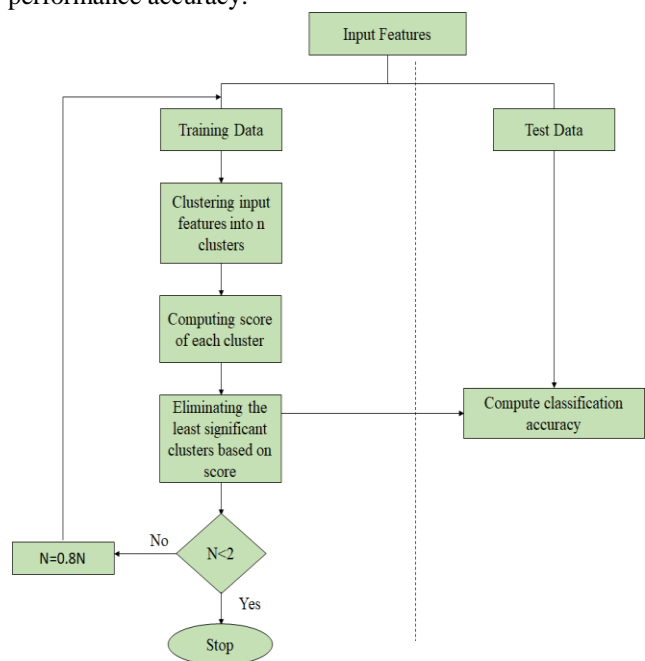 performance accuracy.
Input Features
Training Data
Test Data
Clustering input
features into n
clusters
Computing score
of each cluster
Eliminating the
least significant
clusters based on
score
Compute classification
accuracy
No
N=0.8N
N<2
Yes
Stop